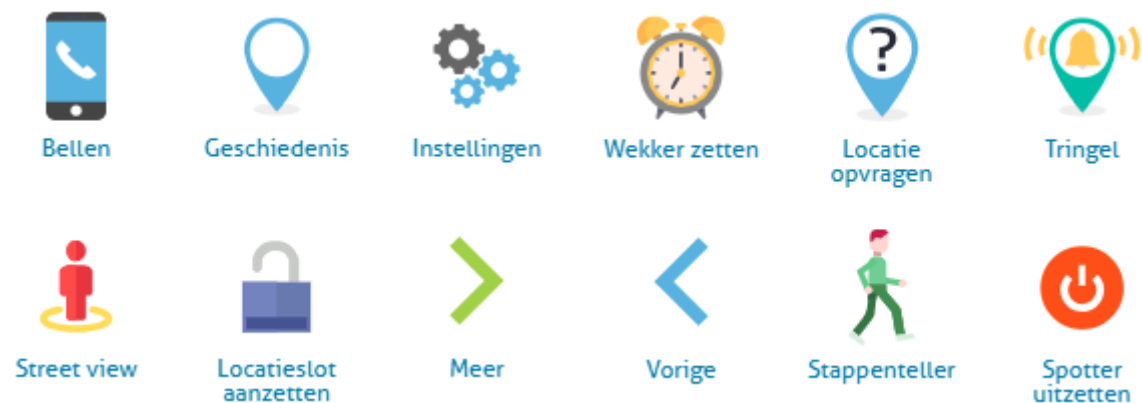 ?
Bellen
Geschiedenis
Instellingen
Wekker zetten
Locatie
opvragen
Tringel
Street view
Locatieslot
aanzetten
Meer
Vorige
Stappenteller
Spotter
uitzetten